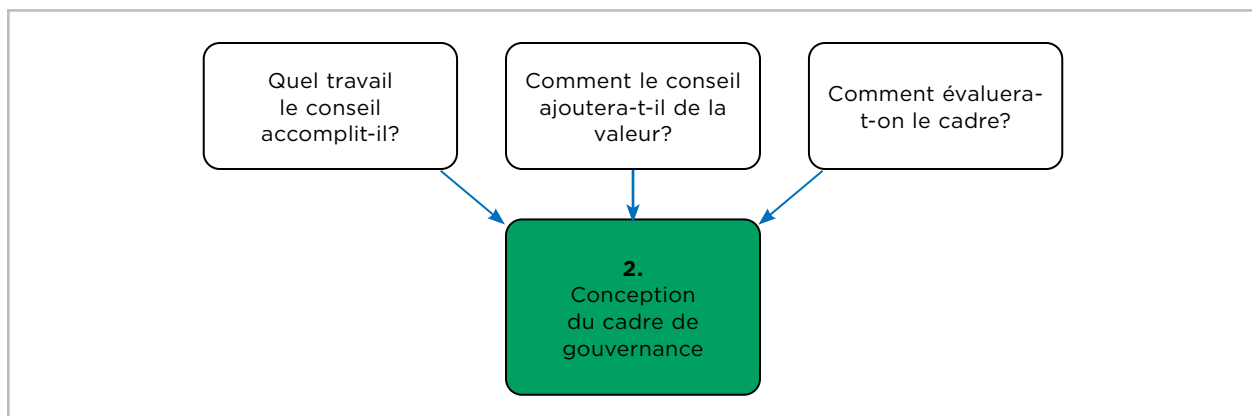 Quel travail
le conseil
accomplit-il?
Comment le conseil
ajoutera-t-il de la
valeur?
Comment évaluera-
t-on le cadre?
2.
Conception
du cadre de
gouvernance